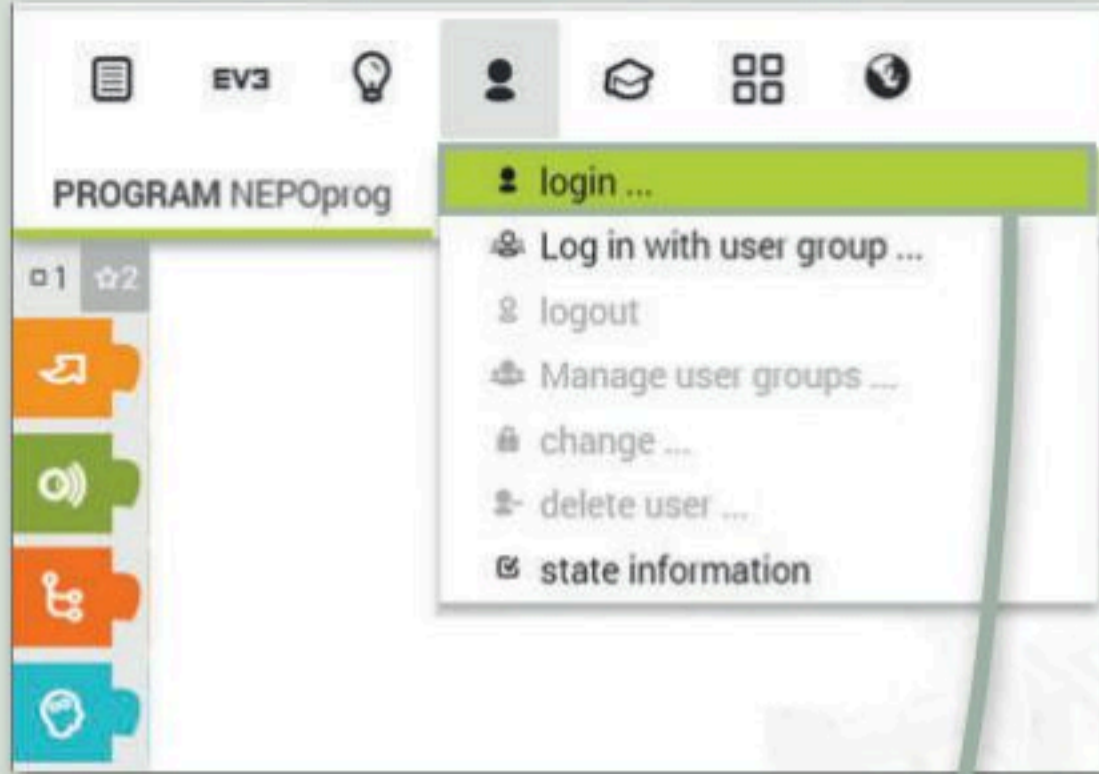 EV3
PROGRAM NEPOprog
1 2
login ...
Log in with user group ...
logout
Manage user groups ...
change ...
delete user ...
state information